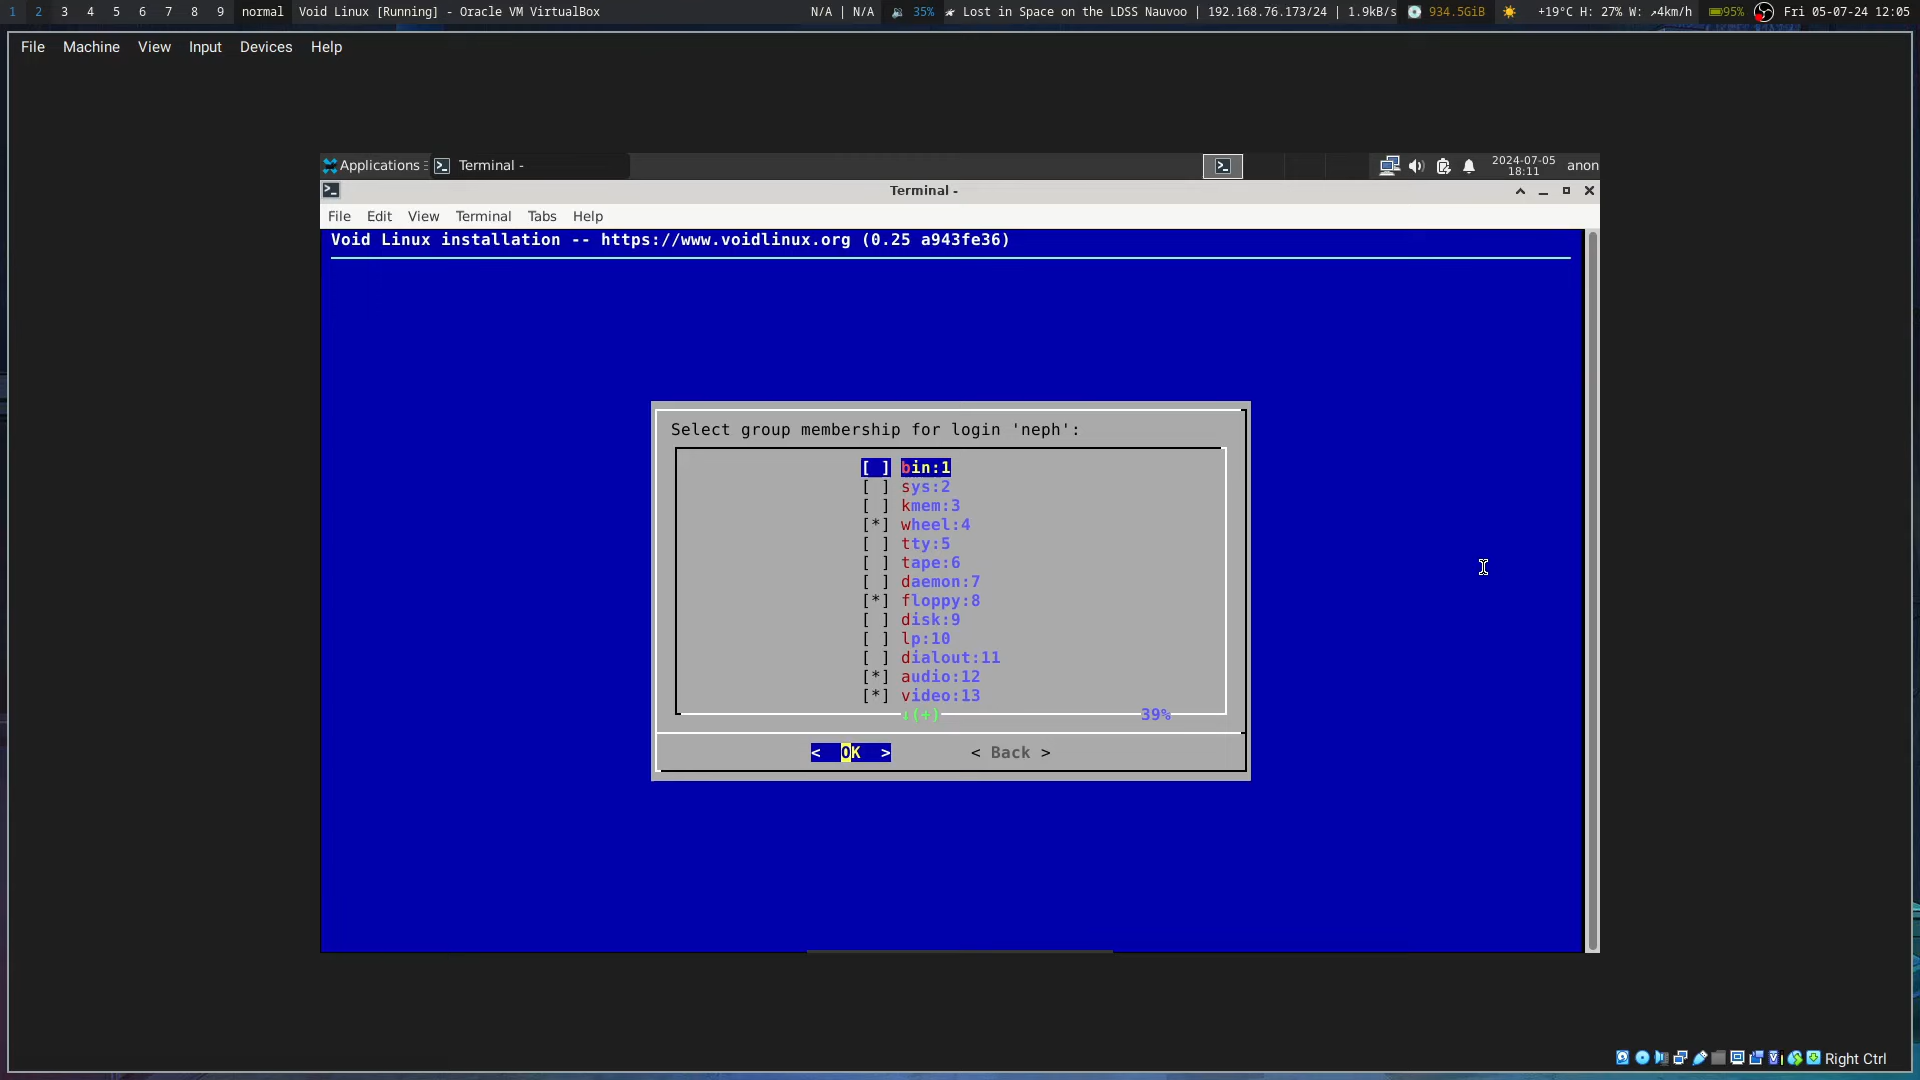 1 2 3 4 5 6 7 8 9 normal Void Linux [Running] - Oracle VM VirtualBox N/A | N/A 35% Lost in Space on the LDSS Nauvoo | 192.168.76.173/24 | 1.9kB/s 934.5GiB +19°C H: 27% W: ↗4km/h 95% Fri 05-07-24 12:05
File Machine View Input Devices Help
Applications Terminal - 2024-07-05 18:11 anon
Terminal -
File Edit View Terminal Tabs Help
Void Linux installation -- https://www.voidlinux.org (0.25 a943fe36)
Select group membership for login 'neph':
[ ] bin:1
[ ] sys:2
[ ] kmem:3
[*] wheel:4
[ ] tty:5
[ ] tape:6
[ ] daemon:7
[*] floppy:8
[ ] disk:9
[ ] lp:10
[ ] dialout:11
[*] audio:12
[*] video:13
↓(+) 39%
< OK > < Back >
Right Ctrl